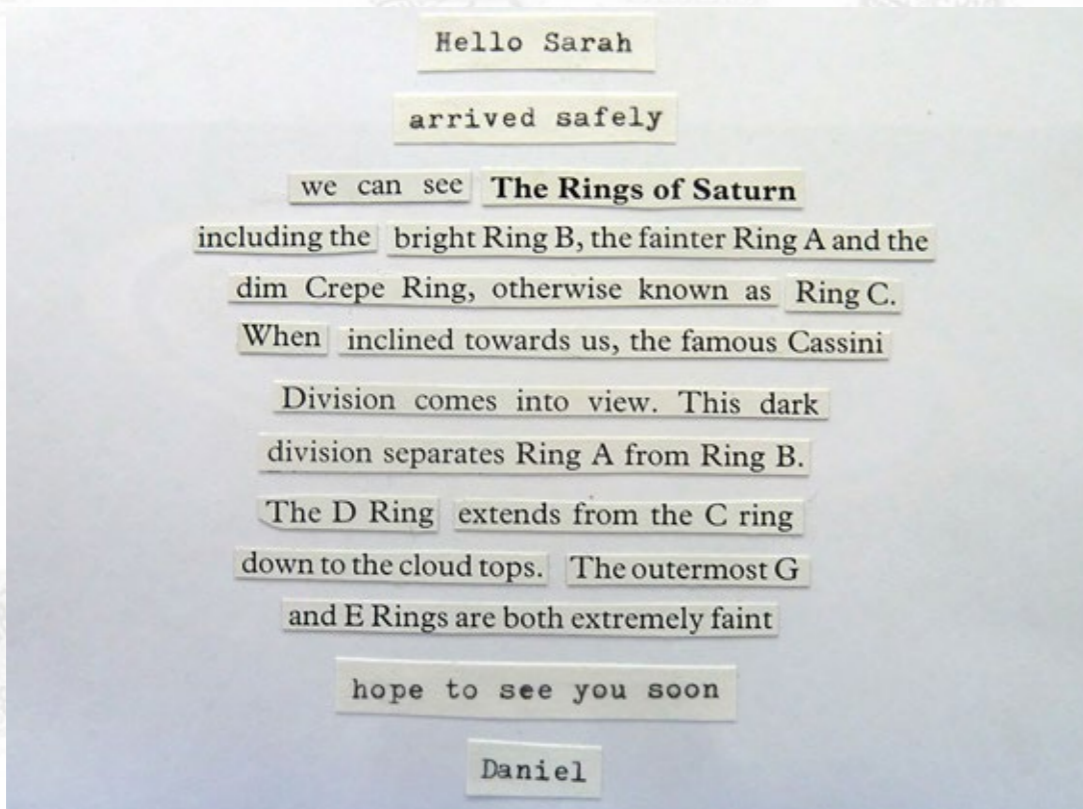 Hello Sarah
arrived safely
we can see The Rings of Saturn
including the bright Ring B, the fainter Ring A and the
dim Crepe Ring, otherwise known as Ring C.
When inclined towards us, the famous Cassini
Division comes into view. This dark
division separates Ring A from Ring B.
The D Ring extends from the C ring
down to the cloud tops. The outermost G
and E Rings are both extremely faint
hope to see you soon
Daniel